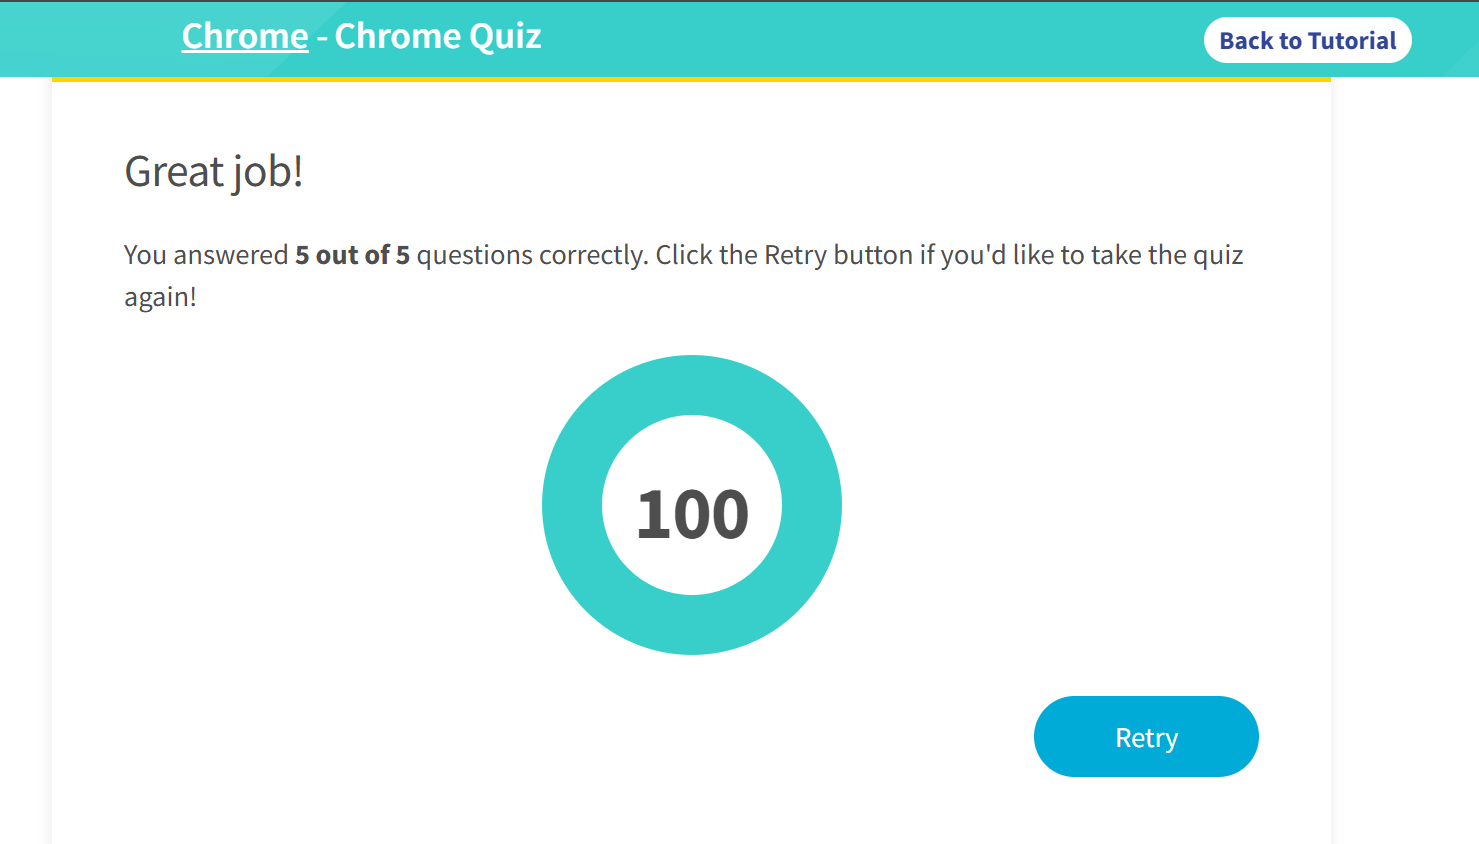 Chrome - Chrome Quiz
Back to Tutorial
Great job!
You answered 5 out of 5 questions correctly. Click the Retry button if you'd like to take the quiz
again!
100
Retry